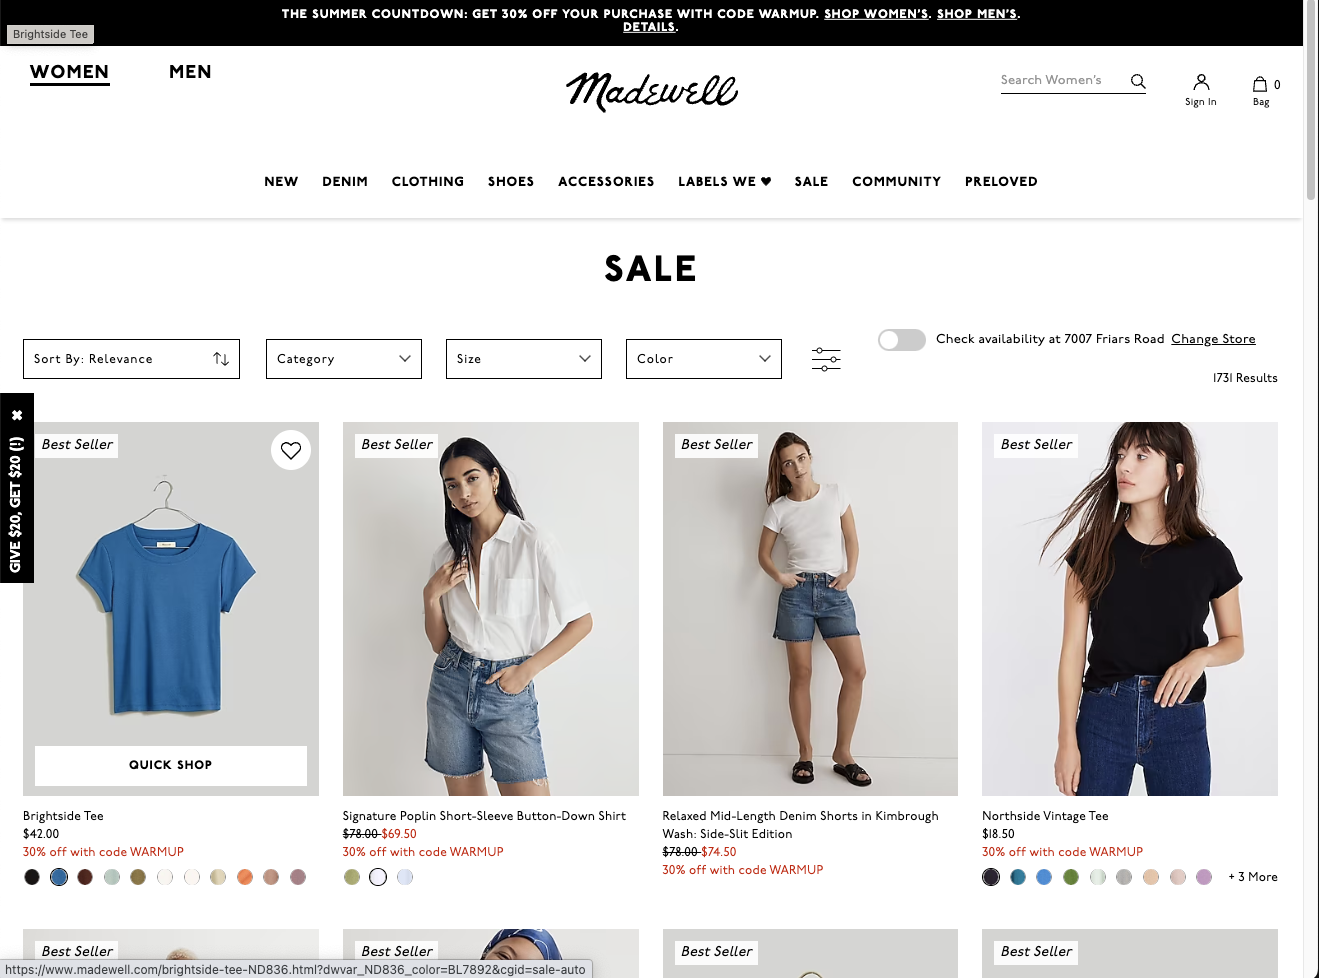 THE SUMMER COUNTDOWN: GET 30% OFF YOUR PURCHASE WITH CODE WARMUP. SHOP WOMEN'S. SHOP MEN'S.
DETAILS.
Brightside Tee
WOMEN
MEN
Madewell
Search Women's
Sign In
Bag
0
NEW
DENIM
CLOTHING
SHOES
ACCESSORIES
LABELS WE ♥
SALE
COMMUNITY
PRELOVED
SALE
Sort By: Relevance
Category
Size
Color
Check availability at 7007 Friars Road Change Store
1731 Results
✖
GIVE $20, GET $20 (!)
Best Seller
Best Seller
Best Seller
Best Seller
QUICK SHOP
Brightside Tee
$42.00
30% off with code WARMUP
Signature Poplin Short-Sleeve Button-Down Shirt
$78.00 $69.50
30% off with code WARMUP
Relaxed Mid-Length Denim Shorts in Kimbrough
Wash: Side-Slit Edition
$78.00 $74.50
30% off with code WARMUP
Northside Vintage Tee
$18.50
30% off with code WARMUP
+ 3 More
Best Seller
Best Seller
Best Seller
Best Seller
https://www.madewell.com/brightside-tee-ND836.html?dwvar_ND836_color=BL7892&cgid=sale-auto